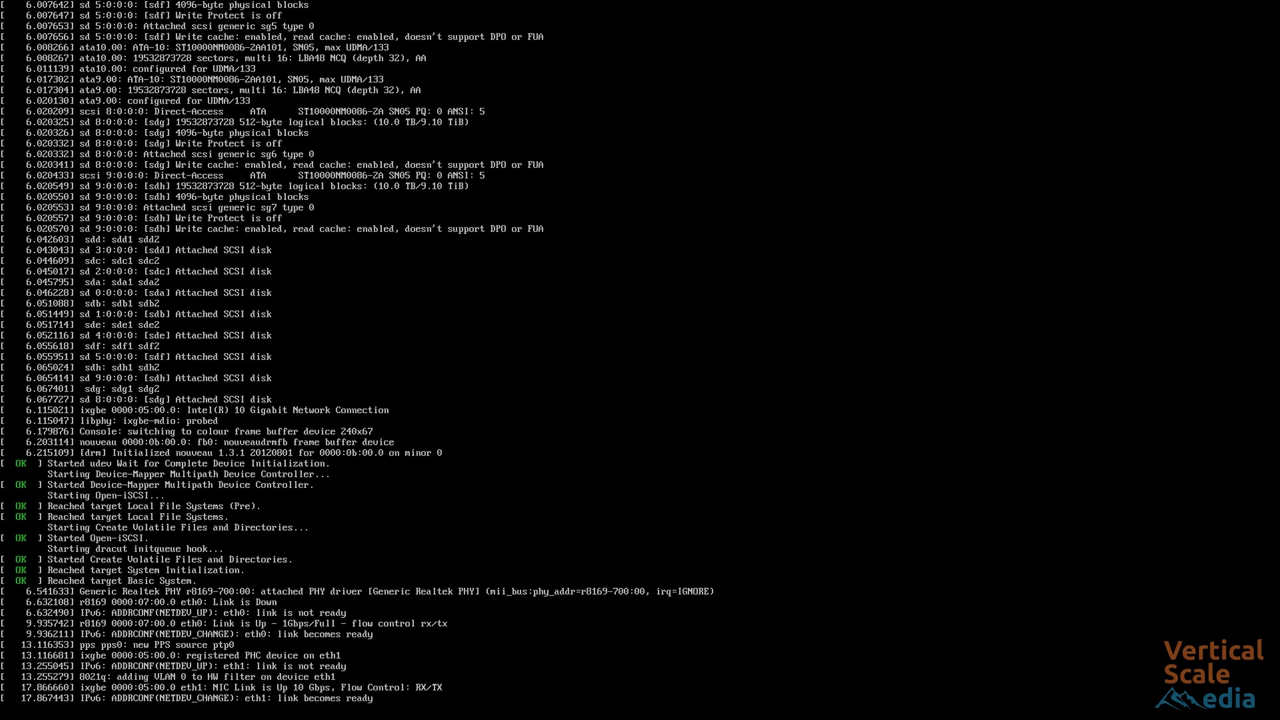 [    6.007642] sd 5:0:0:0: [sdf] 4096-byte physical blocks
[    6.007647] sd 5:0:0:0: [sdf] Write Protect is off
[    6.007653] sd 5:0:0:0: Attached scsi generic sg5 type 0
[    6.007656] sd 5:0:0:0: [sdf] Write cache: enabled, read cache: enabled, doesn't support DPO or FUA
[    6.008266] ata10.00: ATA-10: ST10000NM0086-2AA101, SN05, max UDMA/133
[    6.008267] ata10.00: 19532873728 sectors, multi 16: LBA48 NCQ (depth 32), AA
[    6.011139] ata10.00: configured for UDMA/133
[    6.017302] ata9.00: ATA-10: ST10000NM0086-2AA101, SN05, max UDMA/133
[    6.017304] ata9.00: 19532873728 sectors, multi 16: LBA48 NCQ (depth 32), AA
[    6.020130] ata9.00: configured for UDMA/133
[    6.020209] scsi 8:0:0:0: Direct-Access     ATA      ST10000NM0086-2A SN05 PQ: 0 ANSI: 5
[    6.020325] sd 8:0:0:0: [sdg] 19532873728 512-byte logical blocks: (10.0 TB/9.10 TiB)
[    6.020326] sd 8:0:0:0: [sdg] 4096-byte physical blocks
[    6.020332] sd 8:0:0:0: [sdg] Write Protect is off
[    6.020332] sd 8:0:0:0: Attached scsi generic sg6 type 0
[    6.020341] sd 8:0:0:0: [sdg] Write cache: enabled, read cache: enabled, doesn't support DPO or FUA
[    6.020433] scsi 9:0:0:0: Direct-Access     ATA      ST10000NM0086-2A SN05 PQ: 0 ANSI: 5
[    6.020549] sd 9:0:0:0: [sdh] 19532873728 512-byte logical blocks: (10.0 TB/9.10 TiB)
[    6.020550] sd 9:0:0:0: [sdh] 4096-byte physical blocks
[    6.020553] sd 9:0:0:0: Attached scsi generic sg7 type 0
[    6.020557] sd 9:0:0:0: [sdh] Write Protect is off
[    6.020570] sd 9:0:0:0: [sdh] Write cache: enabled, read cache: enabled, doesn't support DPO or FUA
[    6.042603]  sdd: sdd1 sdd2
[    6.043043] sd 3:0:0:0: [sdd] Attached SCSI disk
[    6.044609]  sdc: sdc1 sdc2
[    6.045017] sd 2:0:0:0: [sdc] Attached SCSI disk
[    6.045795]  sda: sda1 sda2
[    6.046228] sd 0:0:0:0: [sda] Attached SCSI disk
[    6.051088]  sdb: sdb1 sdb2
[    6.051449] sd 1:0:0:0: [sdb] Attached SCSI disk
[    6.051714]  sde: sde1 sde2
[    6.052116] sd 4:0:0:0: [sde] Attached SCSI disk
[    6.055618]  sdf: sdf1 sdf2
[    6.055951] sd 5:0:0:0: [sdf] Attached SCSI disk
[    6.065024]  sdh: sdh1 sdh2
[    6.065414] sd 9:0:0:0: [sdh] Attached SCSI disk
[    6.067401]  sdg: sdg1 sdg2
[    6.067727] sd 8:0:0:0: [sdg] Attached SCSI disk
[    6.115021] ixgbe 0000:05:00.0: Intel(R) 10 Gigabit Network Connection
[    6.115047] libphy: ixgbe-mdio: probed
[    6.179876] Console: switching to colour frame buffer device 240x67
[    6.203114] nouveau 0000:0b:00.0: fb0: nouveaudrmfb frame buffer device
[    6.215109] [drm] Initialized nouveau 1.3.1 20120801 for 0000:0b:00.0 on minor 0
[  OK  ] Started udev Wait for Complete Device Initialization.
         Starting Device-Mapper Multipath Device Controller...
[  OK  ] Started Device-Mapper Multipath Device Controller.
         Starting Open-iSCSI...
[  OK  ] Reached target Local File Systems (Pre).
[  OK  ] Reached target Local File Systems.
         Starting Create Volatile Files and Directories...
[  OK  ] Started Open-iSCSI.
         Starting dracut initqueue hook...
[  OK  ] Started Create Volatile Files and Directories.
[  OK  ] Reached target System Initialization.
[  OK  ] Reached target Basic System.
[    6.541633] Generic Realtek PHY r8169-700:00: attached PHY driver [Generic Realtek PHY] (mii_bus:phy_addr=r8169-700:00, irq=IGNORE)
[    6.632108] r8169 0000:07:00.0 eth0: Link is Down
[    6.632490] IPv6: ADDRCONF(NETDEV_UP): eth0: link is not ready
[    9.935742] r8169 0000:07:00.0 eth0: Link is Up - 1Gbps/Full - flow control rx/tx
[    9.936211] IPv6: ADDRCONF(NETDEV_CHANGE): eth0: link becomes ready
[   13.116353] pps pps0: new PPS source ptp0
[   13.116681] ixgbe 0000:05:00.0: registered PHC device on eth1
[   13.255045] IPv6: ADDRCONF(NETDEV_UP): eth1: link is not ready
[   13.255279] 8021q: adding VLAN 0 to HW filter on device eth1
[   17.866660] ixgbe 0000:05:00.0 eth1: NIC Link is Up 10 Gbps, Flow Control: RX/TX
[   17.867443] IPv6: ADDRCONF(NETDEV_CHANGE): eth1: link becomes ready
Vertical
Scale
Media